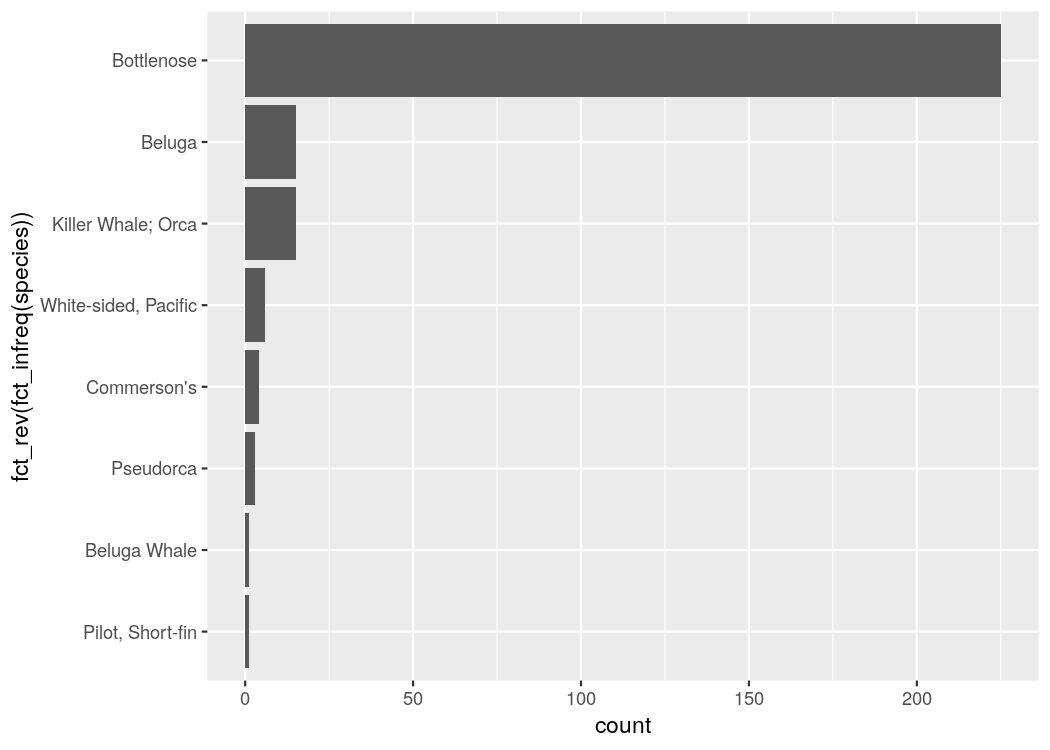 Bottlenose
Beluga
Killer Whale; Orca
White-sided, Pacific
Commerson's
Pseudorca
Beluga Whale
Pilot, Short-fin
fct_rev(fct_infreq(species))
0 50 100 150 200
count